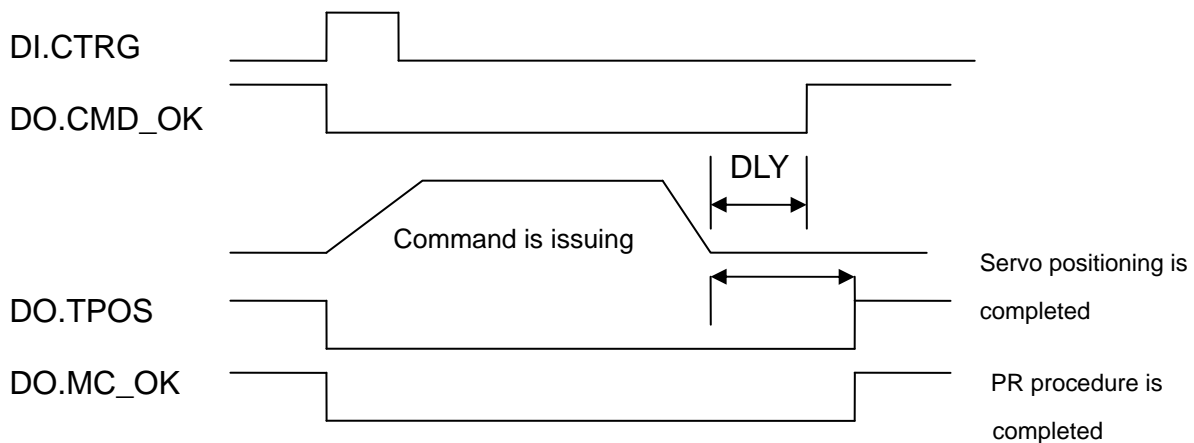 DI.CTRG
DO.CMD_OK
DLY
Command is issuing
Servo positioning is
completed
DO.TPOS
DO.MC_OK
PR procedure is
completed